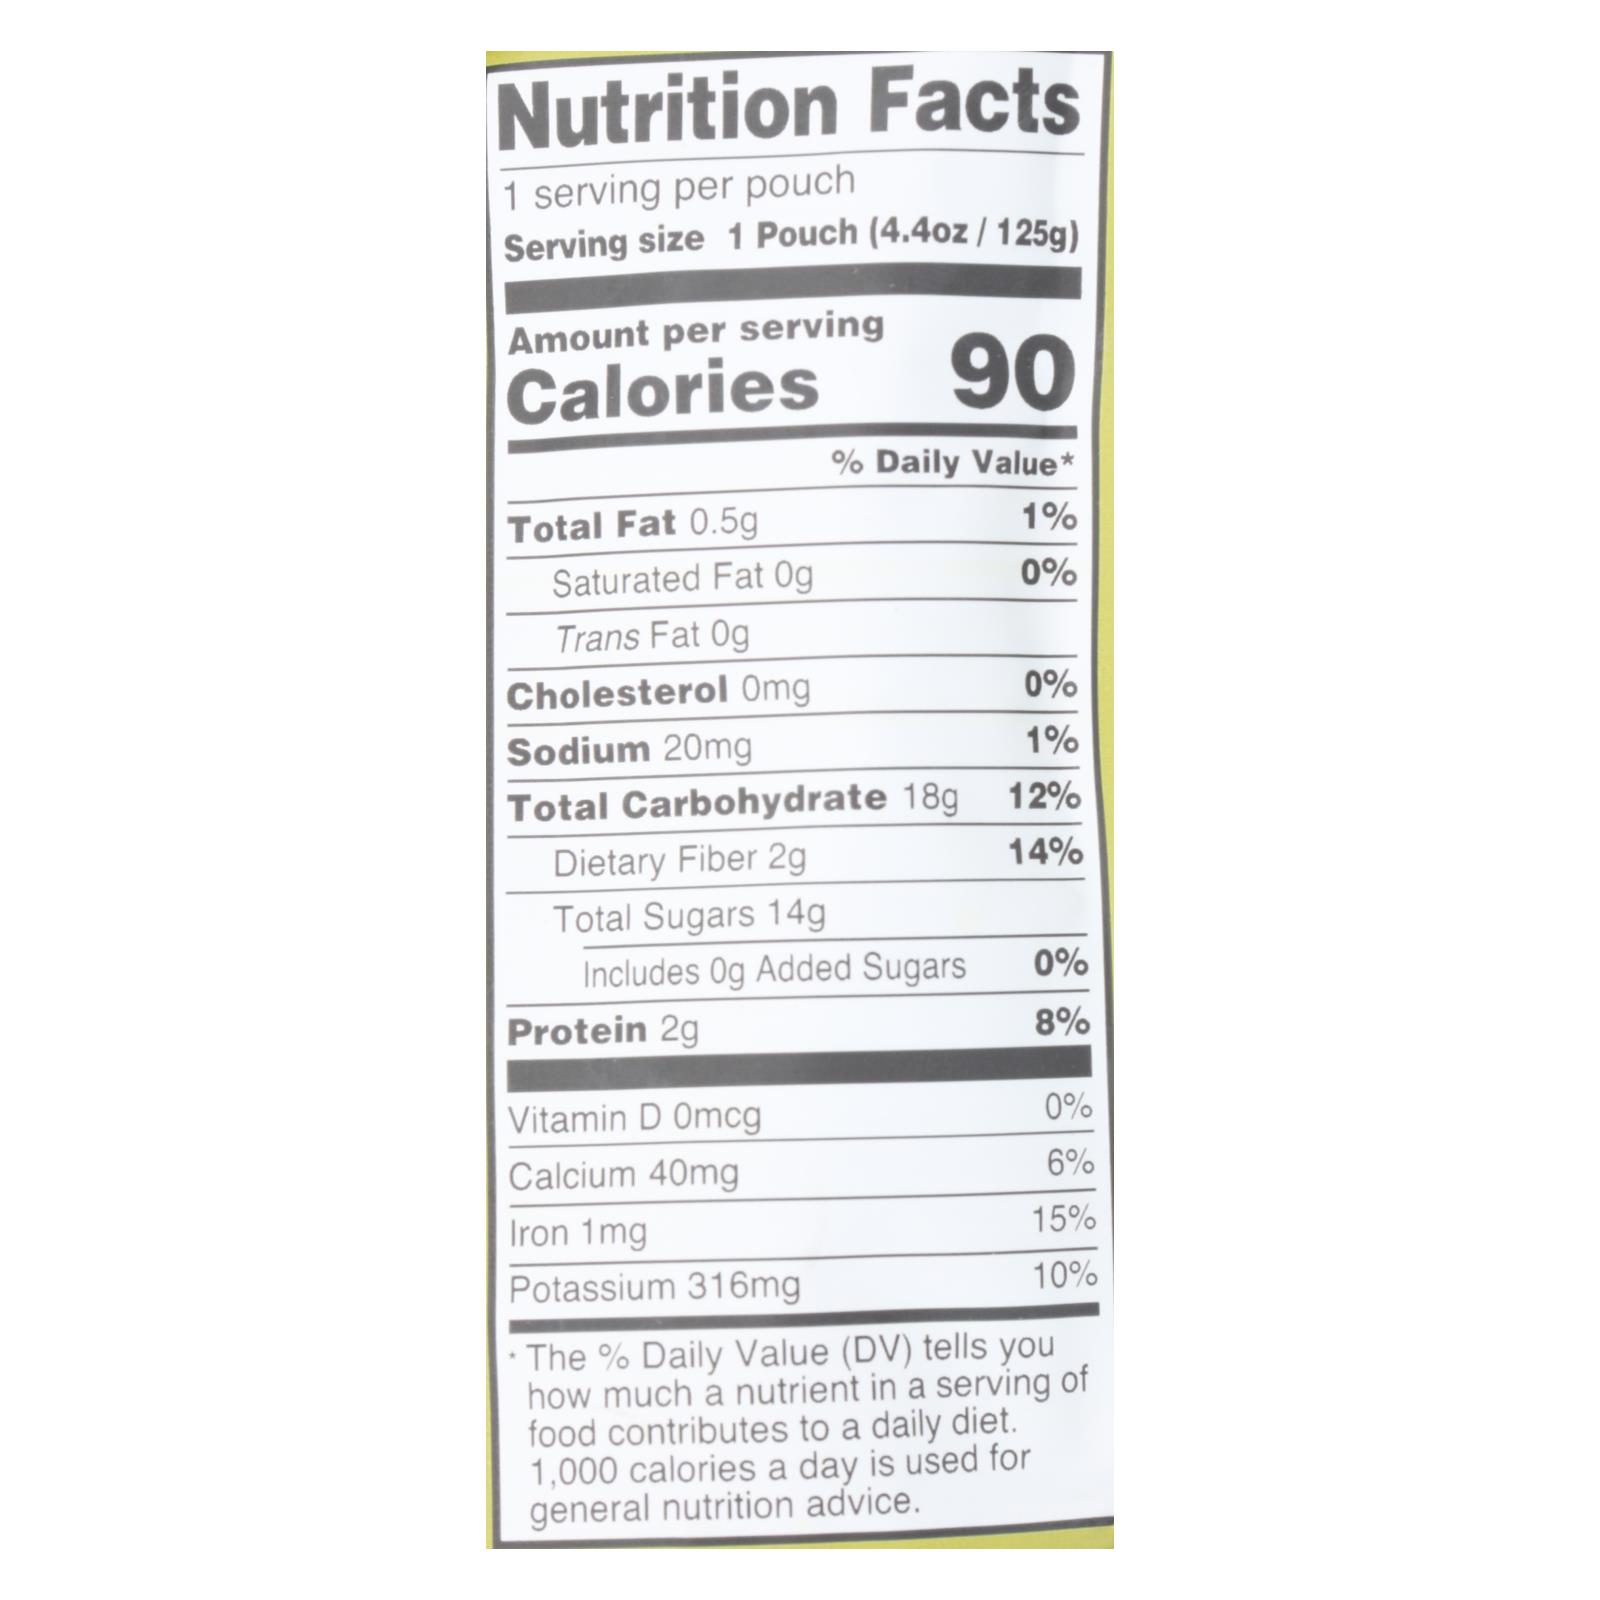 Nutrition Facts
1 serving per pouch
Serving size 1 Pouch (4.4oz / 125g)
Amount per serving
Calories 90
% Daily Value*
Total Fat 0.5g 1%
Saturated Fat 0g 0%
Trans Fat 0g
Cholesterol 0mg 0%
Sodium 20mg 1%
Total Carbohydrate 18g 12%
Dietary Fiber 2g 14%
Total Sugars 14g
Includes 0g Added Sugars 0%
Protein 2g 8%
Vitamin D 0mcg 0%
Calcium 40mg 6%
Iron 1mg 15%
Potassium 316mg 10%
* The % Daily Value (DV) tells you
how much a nutrient in a serving of
food contributes to a daily diet.
1,000 calories a day is used for
general nutrition advice.